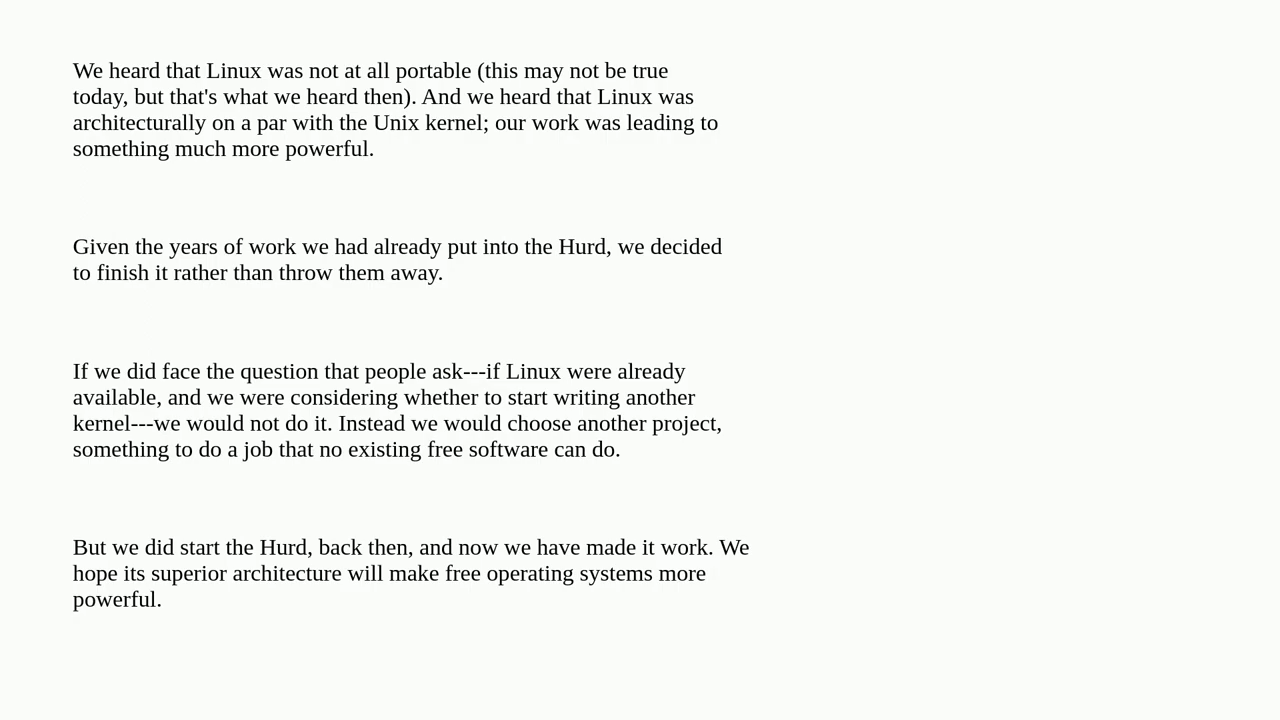 We heard that Linux was not at all portable (this may not be true
today, but that's what we heard then). And we heard that Linux was
architecturally on a par with the Unix kernel; our work was leading to
something much more powerful.
Given the years of work we had already put into the Hurd, we decided
to finish it rather than throw them away.
If we did face the question that people ask---if Linux were already
available, and we were considering whether to start writing another
kernel---we would not do it. Instead we would choose another project,
something to do a job that no existing free software can do.
But we did start the Hurd, back then, and now we have made it work. We
hope its superior architecture will make free operating systems more
powerful.